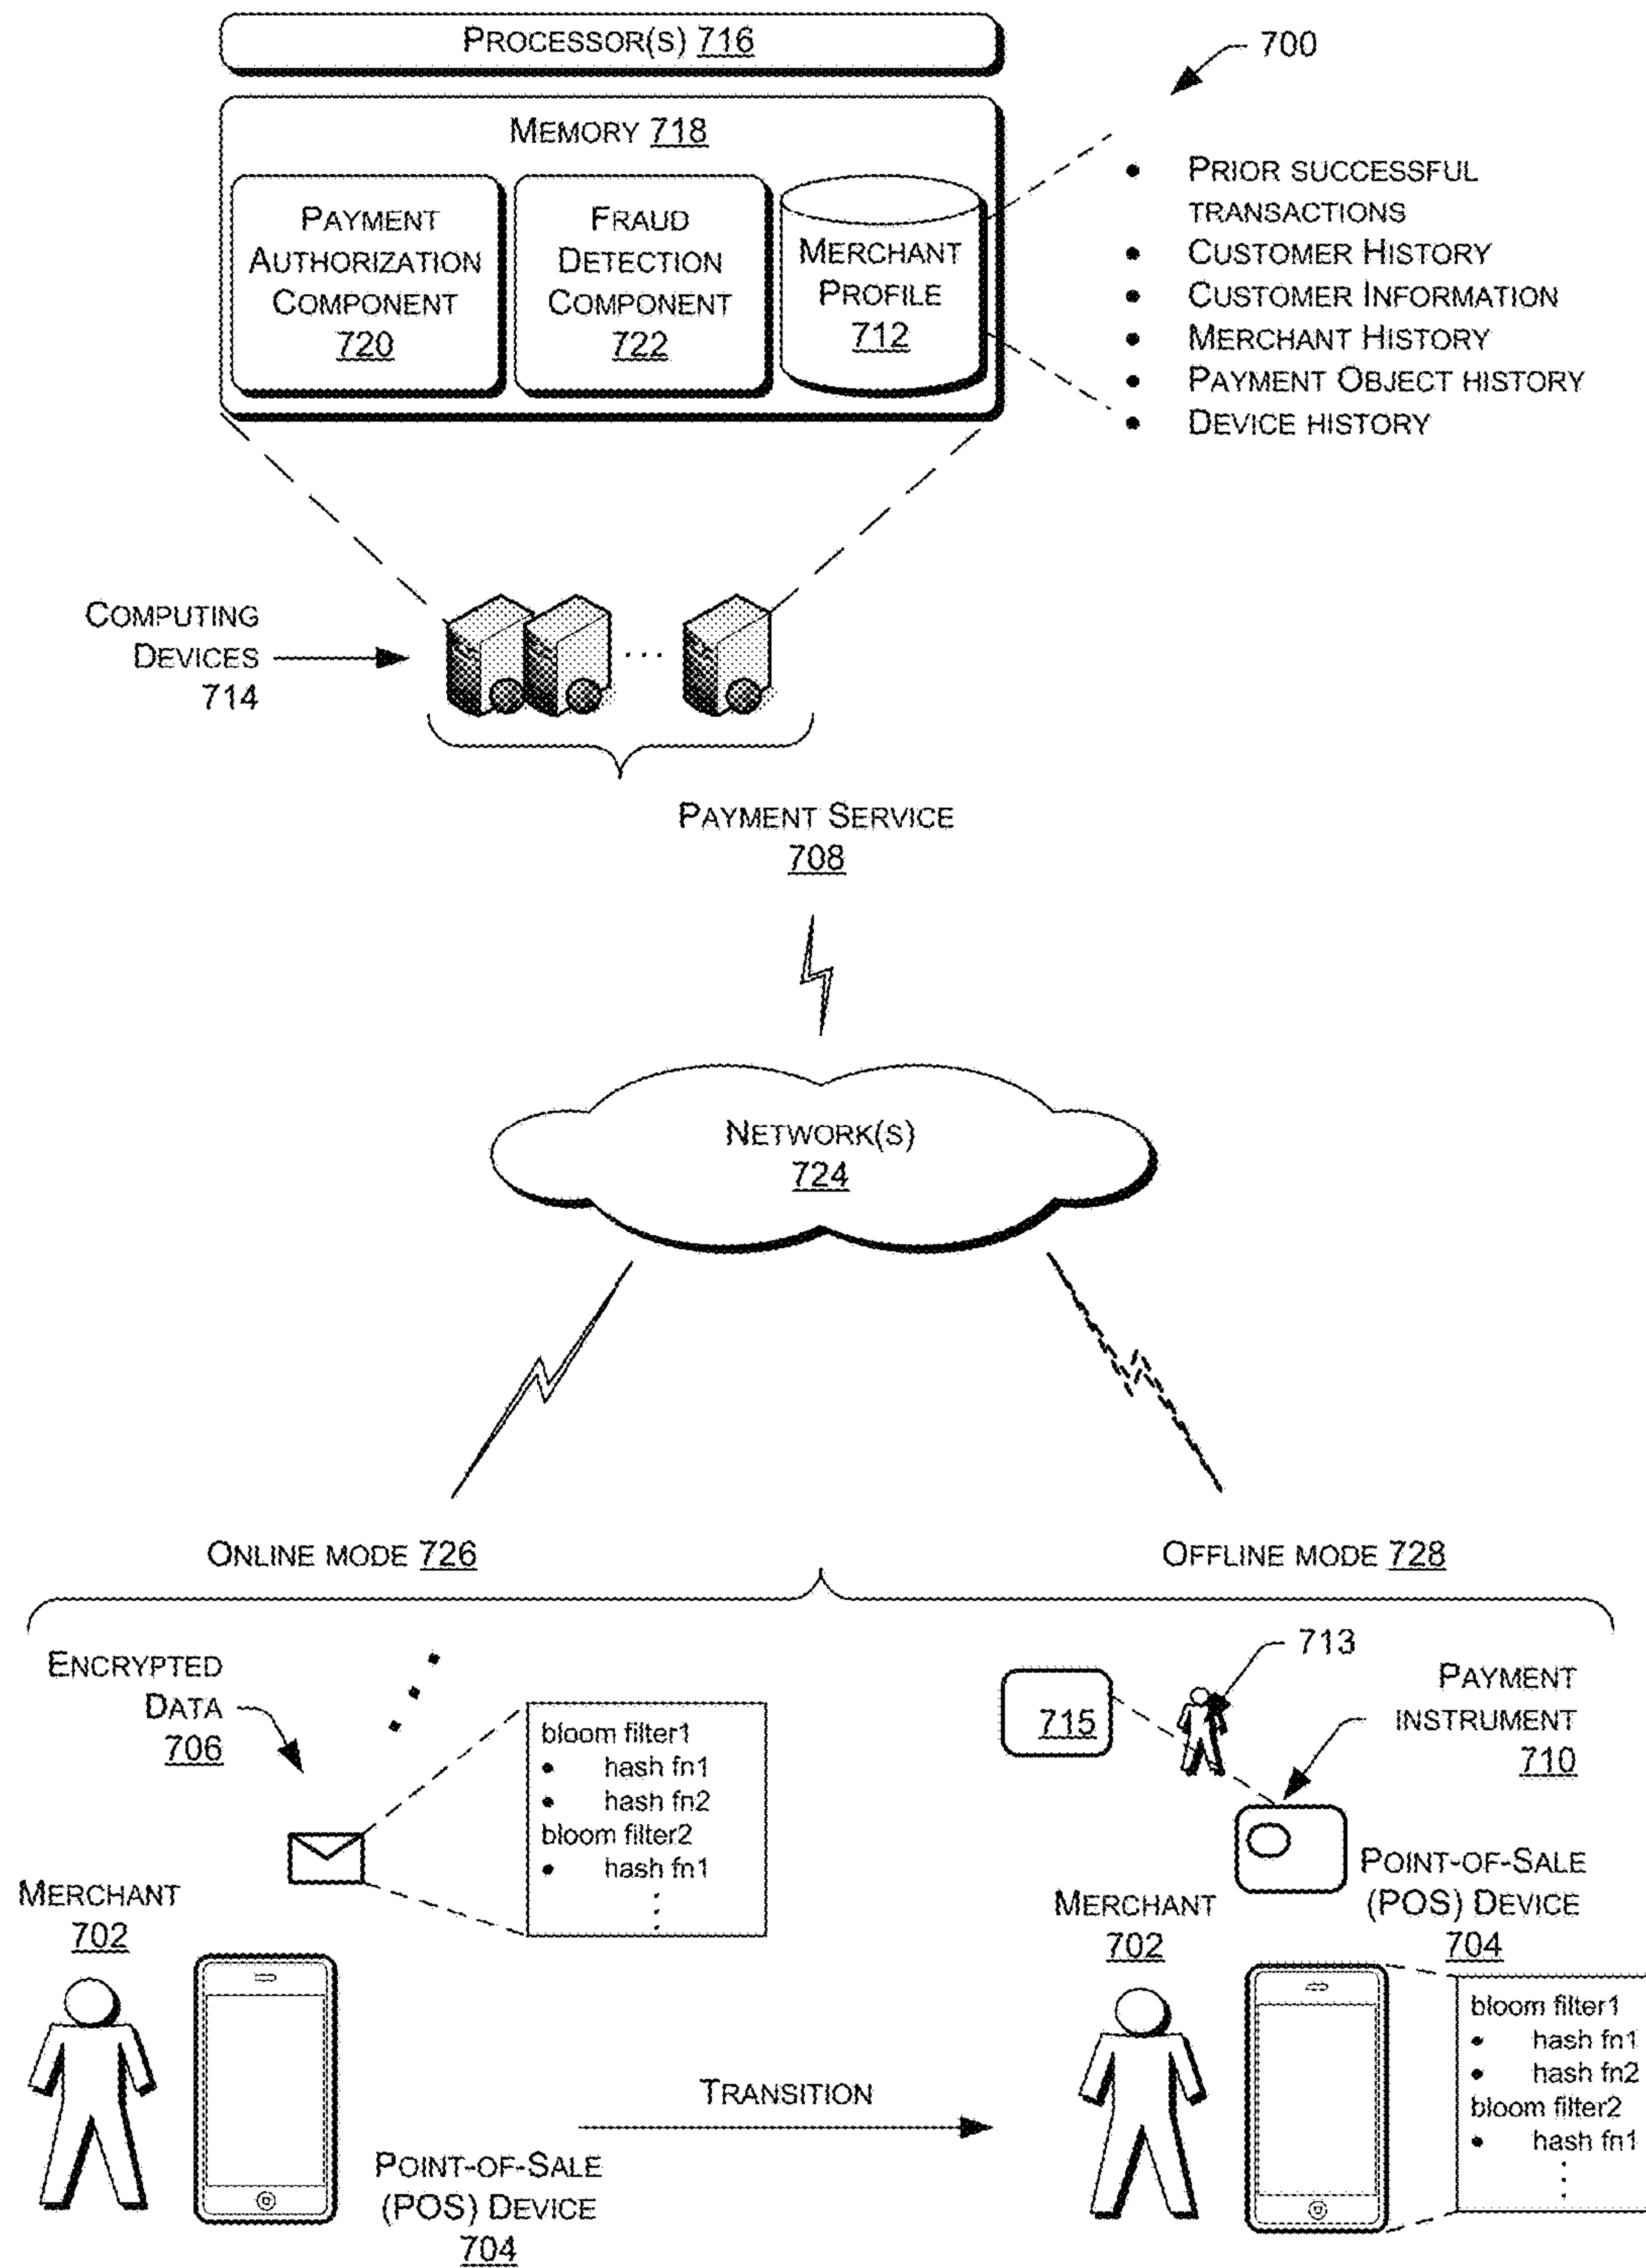 PROCESSOR(S) 716
700
MEMORY 718
PAYMENT
AUTHORIZATION
COMPONENT
720
FRAUD
DETECTION
COMPONENT
722
MERCHANT
PROFILE
712
• PRIOR SUCCESSFUL
TRANSACTIONS
• CUSTOMER HISTORY
• CUSTOMER INFORMATION
• MERCHANT HISTORY
• PAYMENT OBJECT HISTORY
• DEVICE HISTORY
COMPUTING
DEVICES
714
...
PAYMENT SERVICE
708
NETWORK(S)
724
ONLINE MODE 726
OFFLINE MODE 728
ENCRYPTED
DATA
706
bloom filter1
• hash fn1
• hash fn2
bloom filter2
• hash fn1
MERCHANT
702
POINT-OF-SALE
(POS) DEVICE
704
TRANSITION
715
713
PAYMENT
INSTRUMENT
710
MERCHANT
702
POINT-OF-SALE
(POS) DEVICE
704
bloom filter1
• hash fn1
• hash fn2
bloom filter2
• hash fn1